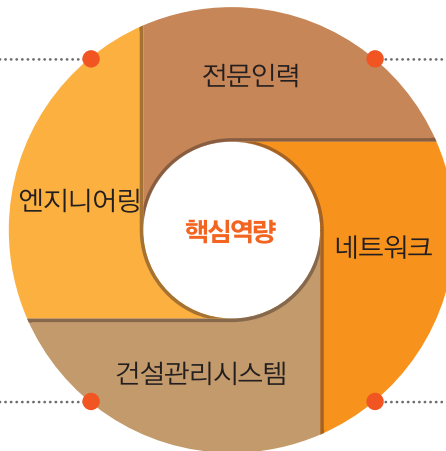 전문인력
엔지니어링
핵심역량
네트워크
건설관리시스템